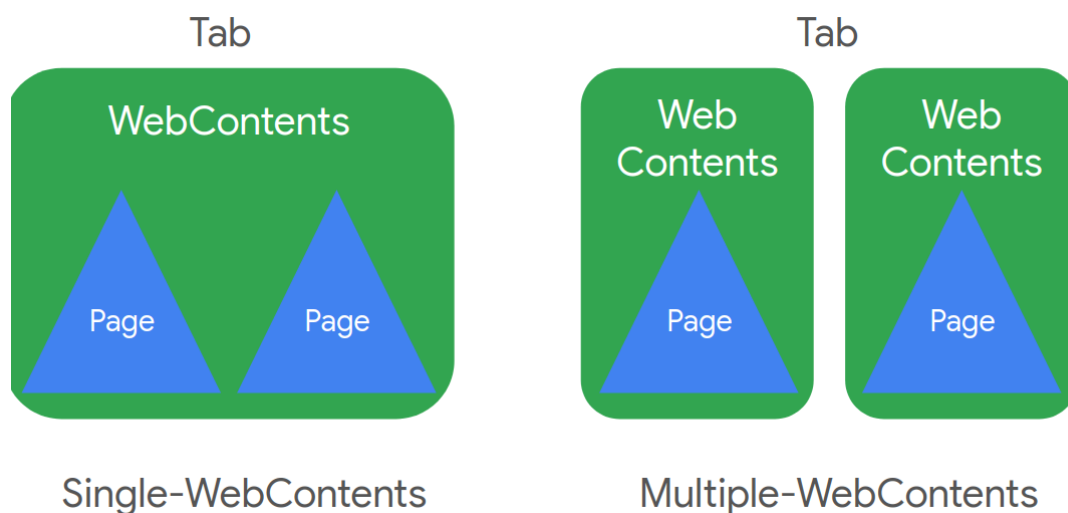 Tab
WebContents
Page
Page
Single-WebContents
Tab
Web
Contents
Page
Web
Contents
Page
Multiple-WebContents